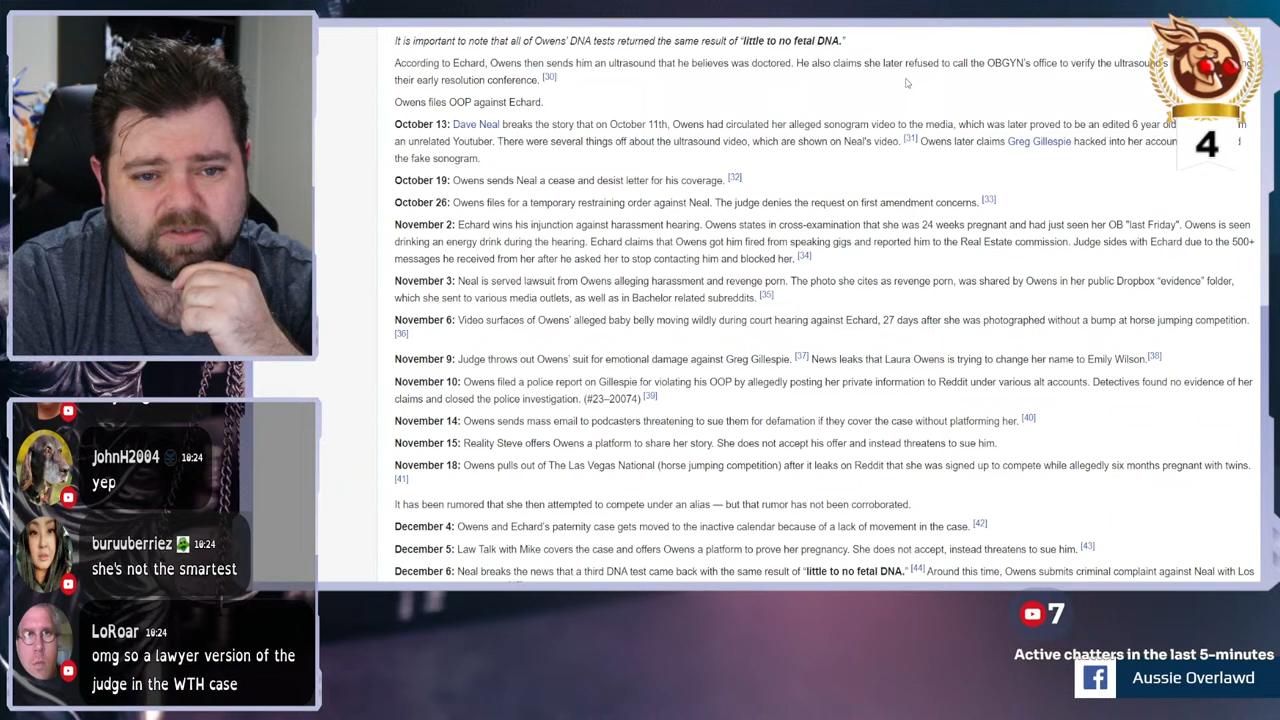 It is important to note that all of Owens' DNA tests returned the same result of "little to no fetal DNA."
According to Echard, Owens then sends him an ultrasound that he believes was doctored. He also claims she later refused to call the OBGYN's office to verify the ultrasound's
their early resolution conference. [30]
Owens files OOP against Echard.
October 13: Dave Neal breaks the story that on October 11th, Owens had circulated her alleged sonogram video to the media, which was later proved to be an edited 6 year
an unrelated Youtuber. There were several things off about the ultrasound video, which are shown on Neal's video. [31] Owens later claims Greg Gillespie hacked into her
the fake sonogram.
October 19: Owens sends Neal a cease and desist letter for his coverage. [32]
October 26: Owens files for a temporary restraining order against Neal. The judge denies the request on first amendment concerns. [33]
November 2: Echard wins his injunction against harassment hearing. Owens states in cross-examination that she was 24 weeks pregnant and had just seen her OB "last Friday". Owens is seen
drinking an energy drink during the hearing. Echard claims that Owens got him fired from speaking gigs and reported him to the Real Estate commission. Judge sides with Echard due to the 500+
messages he received from her after he asked her to stop contacting him and blocked her. [34]
November 3: Neal is served lawsuit from Owens alleging harassment and revenge porn. The photo she cites as revenge porn, was shared by Owens in her public Dropbox "evidence" folder,
which she sent to various media outlets, as well as in Bachelor related subreddits. [35]
November 6: Video surfaces of Owens' alleged baby belly moving wildly during court hearing against Echard, 27 days after she was photographed without a bump at horse jumping competition.
[36]
November 9: Judge throws out Owens' suit for emotional damage against Greg Gillespie. [37] News leaks that Laura Owens is trying to change her name to Emily Wilson.[38]
November 10: Owens filed a police report on Gillespie for violating his OOP by allegedly posting her private information to Reddit under various alt accounts. Detectives found no evidence of her
claims and closed the police investigation. (#23–20074) [39]
November 14: Owens sends mass email to podcasters threatening to sue them for defamation if they cover the case without platforming her. [40]
November 15: Reality Steve offers Owens a platform to share her story. She does not accept his offer and instead threatens to sue him.
November 18: Owens pulls out of The Las Vegas National (horse jumping competition) after it leaks on Reddit that she was signed up to compete while allegedly six months pregnant with twins.
[41]
It has been rumored that she then attempted to compete under an alias — but that rumor has not been corroborated.
December 4: Owens and Echard's paternity case gets moved to the inactive calendar because of a lack of movement in the case. [42]
December 5: Law Talk with Mike covers the case and offers Owens a platform to prove her pregnancy. She does not accept, instead threatens to sue him. [43]
December 6: Neal breaks the news that a third DNA test came back with the same result of "little to no fetal DNA." [44] Around this time, Owens submits criminal complaint against Neal with Los
4
JohnH2004 10:24
yep
buruuberriez 10:24
she's not the smartest
LoRoar 10:24
omg so a lawyer version of the
judge in the WTH case
7
Active chatters in the last 5-minutes
Aussie Overlawd